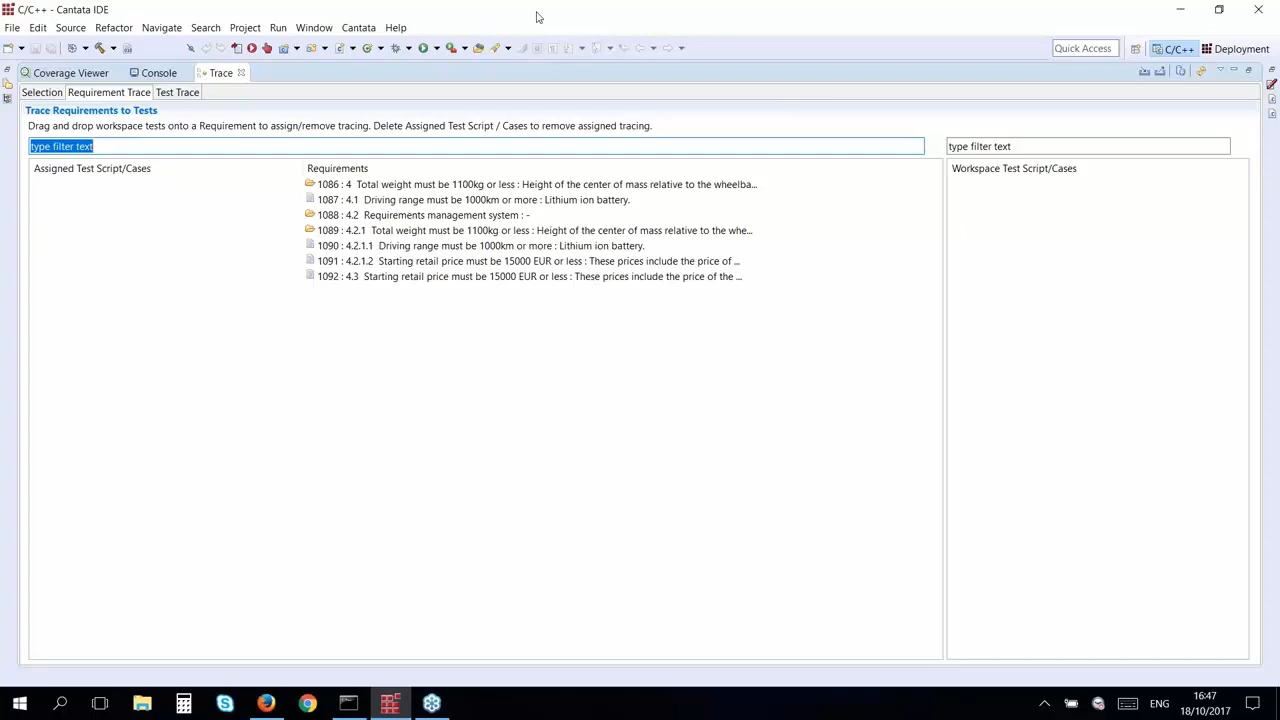 C/C++ - Cantata IDE
File Edit Source Refactor Navigate Search Project Run Window Cantata Help
Quick Access C/C++ Deployment
Coverage Viewer Console Trace
Selection Requirement Trace Test Trace
Trace Requirements to Tests
Drag and drop workspace tests onto a Requirement to assign/remove tracing. Delete Assigned Test Script / Cases to remove assigned tracing.
type filter text type filter text
Assigned Test Script/Cases Requirements Workspace Test Script/Cases
1086 : 4 Total weight must be 1100kg or less : Height of the center of mass relative to the wheelba...
1087 : 4.1 Driving range must be 1000km or more : Lithium ion battery.
1088 : 4.2 Requirements management system : -
1089 : 4.2.1 Total weight must be 1100kg or less : Height of the center of mass relative to the whe...
1090 : 4.2.1.1 Driving range must be 1000km or more : Lithium ion battery.
1091 : 4.2.1.2 Starting retail price must be 15000 EUR or less : These prices include the price of ...
1092 : 4.3 Starting retail price must be 15000 EUR or less : These prices include the price of the ...
ENG
16:47
18/10/2017